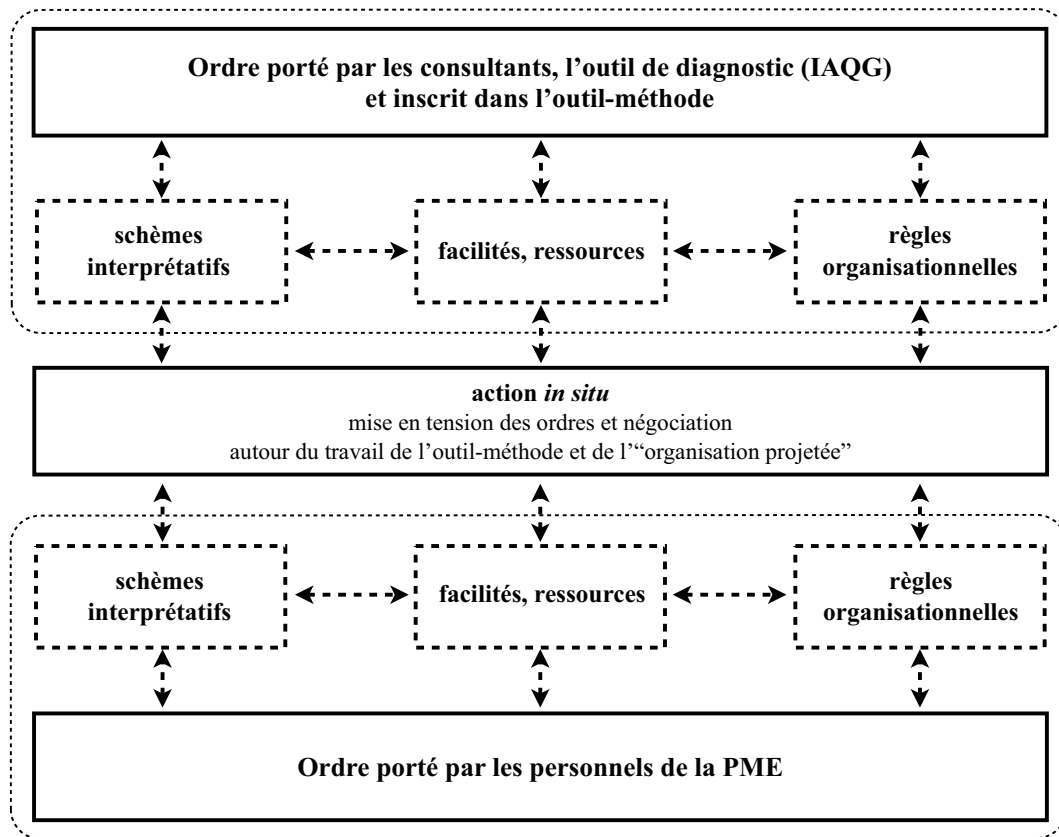 Ordre porté par les consultants, l’outil de diagnostic (IAQG)
et inscrit dans l’outil-méthode
schèmes
interprétatifs
facilités, ressources
règles
organisationnelles
action in situ
mise en tension des ordres et négociation
autour du travail de l’outil-méthode et de l’“organisation projetée”
schèmes
interprétatifs
facilités, ressources
règles
organisationnelles
Ordre porté par les personnels de la PME